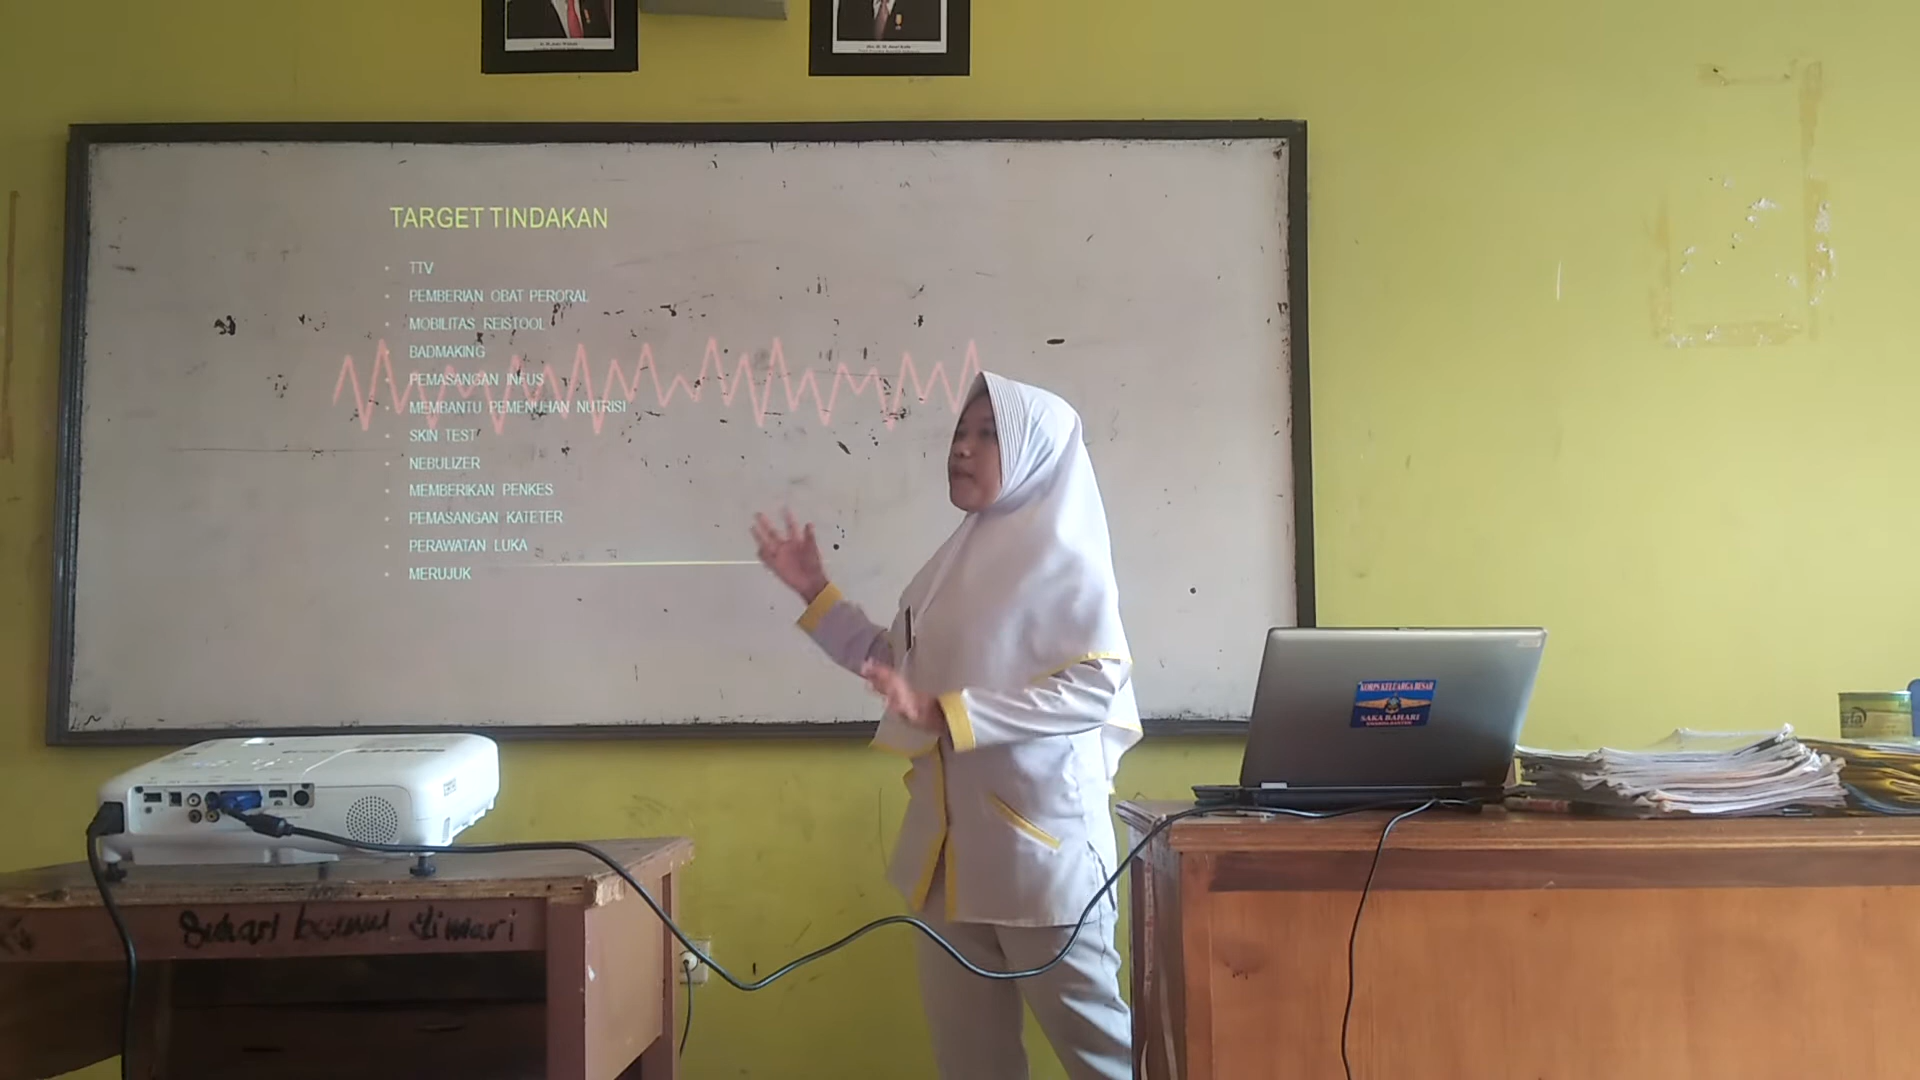 TARGET TINDAKAN
• TTV
• PEMBERIAN OBAT PERORAL
• MOBILITAS REISTOOL
• BADMAKING
• PEMASANGAN INFUS
• MEMBANTU PEMENUHAN NUTRISI
• SKIN TEST
• NEBULIZER
• MEMBERIKAN PENKES
• PEMASANGAN KATETER
• PERAWATAN LUKA
• MERUJUK
KORPS KELUARGA BESAR
SAKA BAHARI